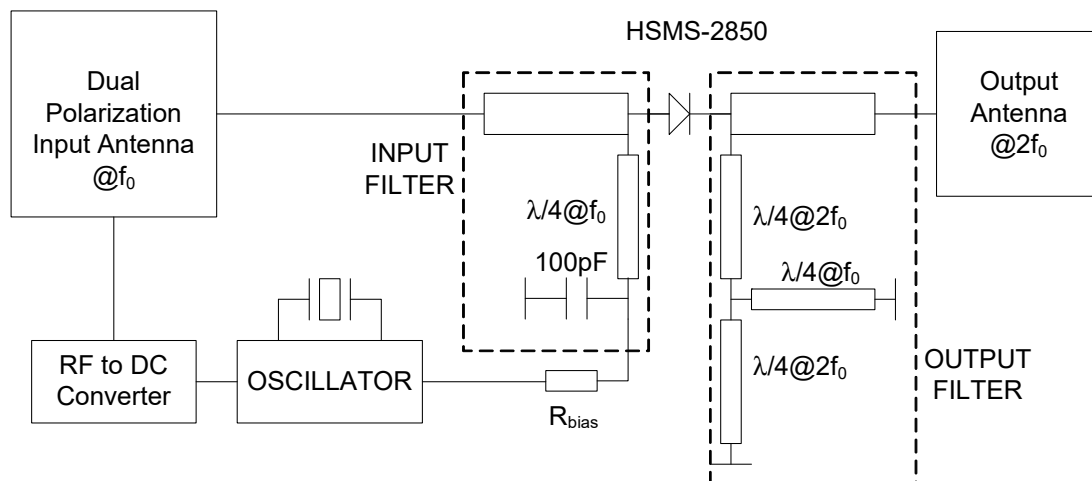 HSMS-2850
Dual
Polarization
Input Antenna
@f₀
INPUT
FILTER
λ/4@f₀
100pF
λ/4@2f₀
λ/4@f₀
λ/4@2f₀
Output
Antenna
@2f₀
OUTPUT
FILTER
RF to DC
Converter
OSCILLATOR
R_bias